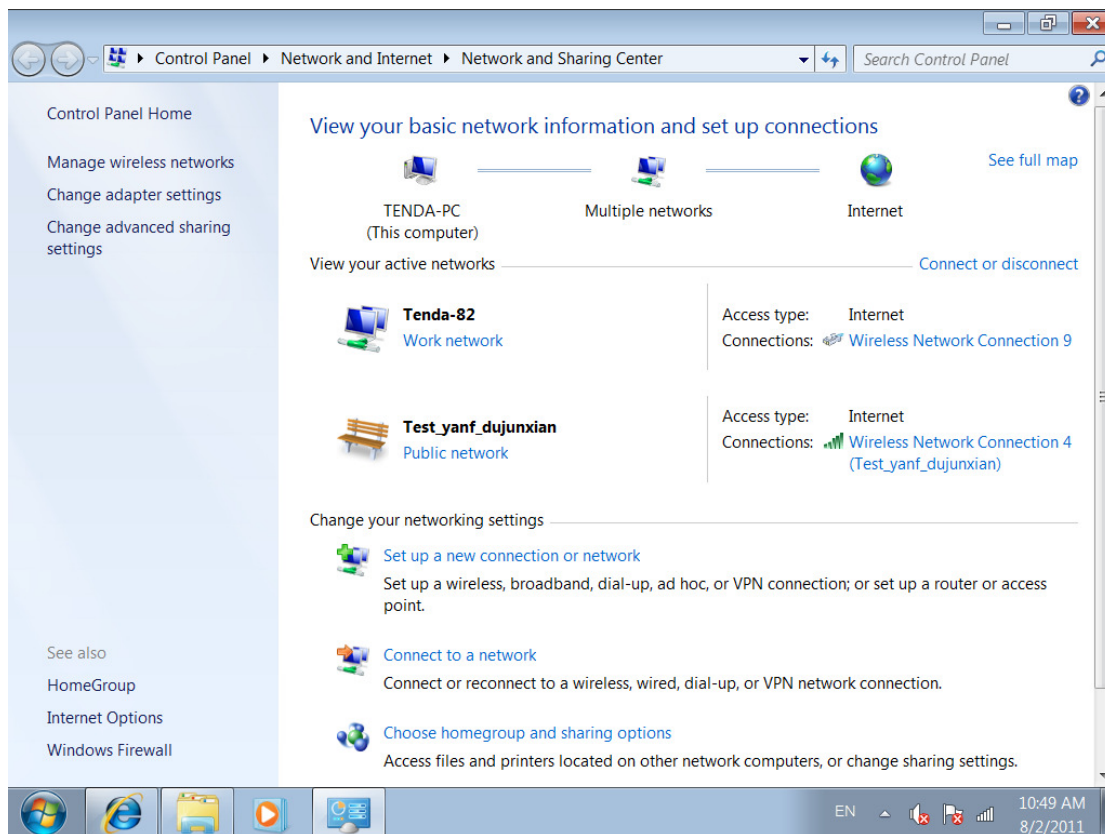 Control Panel Network and Internet Network and Sharing Center Search Control Panel
Control Panel Home
Manage wireless networks
Change adapter settings
Change advanced sharing
settings
View your basic network information and set up connections
See full map
TENDA-PC Multiple networks Internet
(This computer)
View your active networks Connect or disconnect
Tenda-82
Work network
Access type: Internet
Connections: Wireless Network Connection 9
Test_yanf_dujunxian
Public network
Access type: Internet
Connections: Wireless Network Connection 4
(Test_yanf_dujunxian)
Change your networking settings
Set up a new connection or network
Set up a wireless, broadband, dial-up, ad hoc, or VPN connection; or set up a router or access
point.
Connect to a network
Connect or reconnect to a wireless, wired, dial-up, or VPN network connection.
Choose homegroup and sharing options
Access files and printers located on other network computers, or change sharing settings.
See also
HomeGroup
Internet Options
Windows Firewall
EN
10:49 AM
8/2/2011